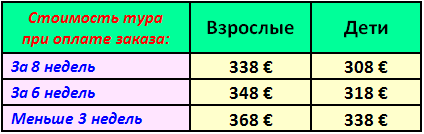 Стоимость тура
при оплате заказа:
Взрослые
Дети
За 8 недель 338 € 308 €
За 6 недель 348 € 318 €
Меньше 3 недель 368 € 338 €